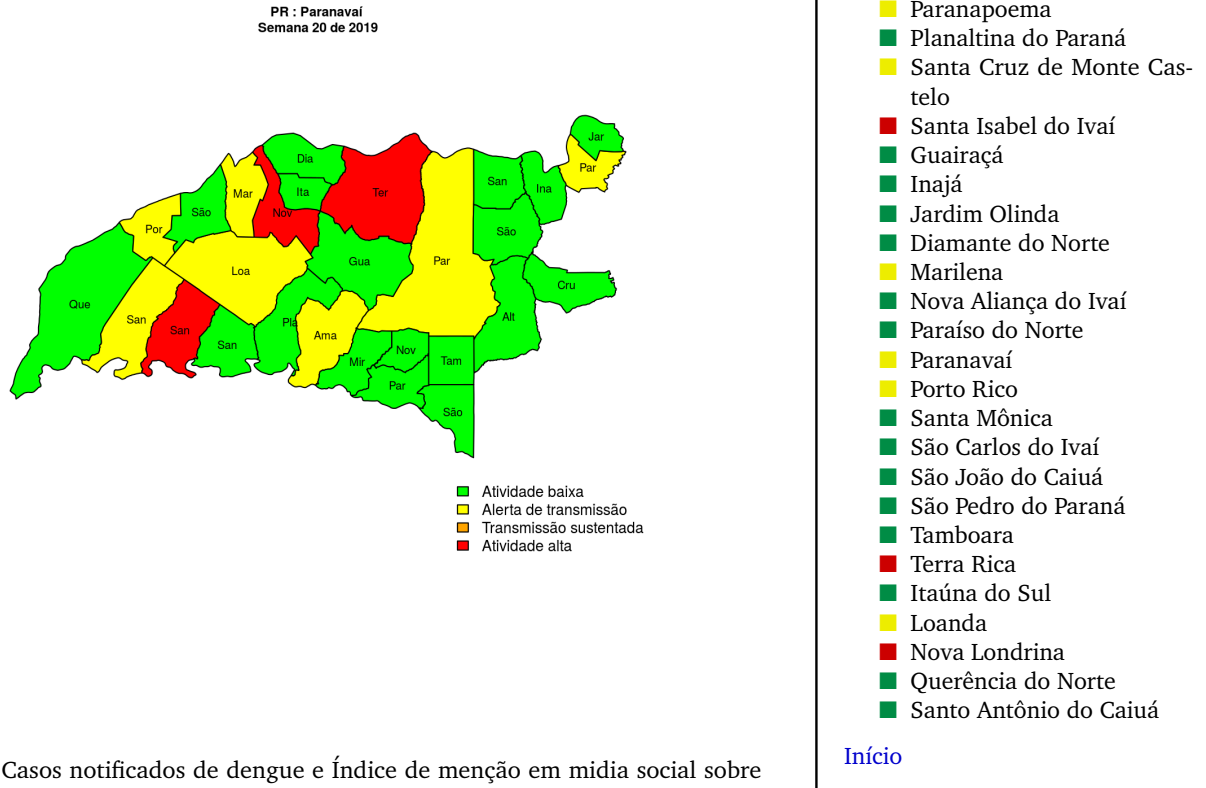 PR : Paranavaí
Semana 20 de 2019
Jar
Par
Dia
Ita
Mar
Nov
Ter
San
Ina
São
Por
São
Gua
Par
Loa
Cru
Que
San
San
San
Pla
Ama
Alt
Mir
Nov
Tam
Par
São
Atividade baixa
Alerta de transmissão
Transmissão sustentada
Atividade alta
Casos notificados de dengue e Índice de menção em midia social sobre
Paranapoema
Planaltina do Paraná
Santa Cruz de Monte Cas-
telo
Santa Isabel do Ivaí
Guairaçá
Inajá
Jardim Olinda
Diamante do Norte
Marilena
Nova Aliança do Ivaí
Paraíso do Norte
Paranavaí
Porto Rico
Santa Mônica
São Carlos do Ivaí
São João do Caiuá
São Pedro do Paraná
Tamboara
Terra Rica
Itaúna do Sul
Loanda
Nova Londrina
Querência do Norte
Santo Antônio do Caiuá
Início